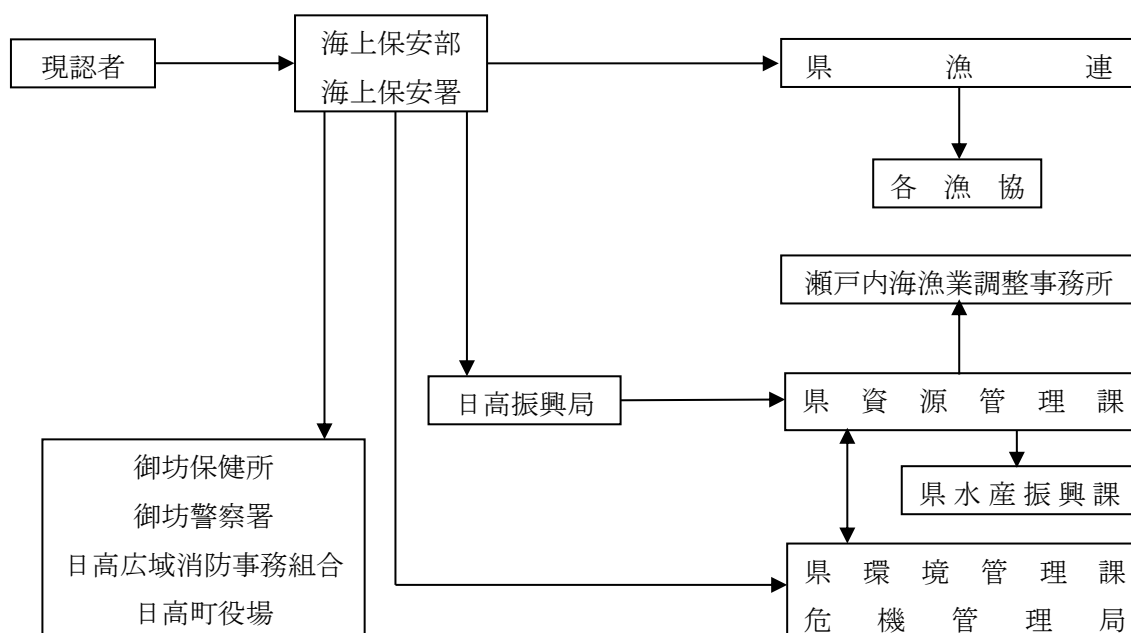 現認者
海上保安部
海上保安署
県漁連
各漁協
瀬戸内海漁業調整事務所
日高振興局
県資源管理課
県水産振興課
御坊保健所
御坊警察署
日高広域消防事務組合
日高町役場
県環境管理課
危機管理局